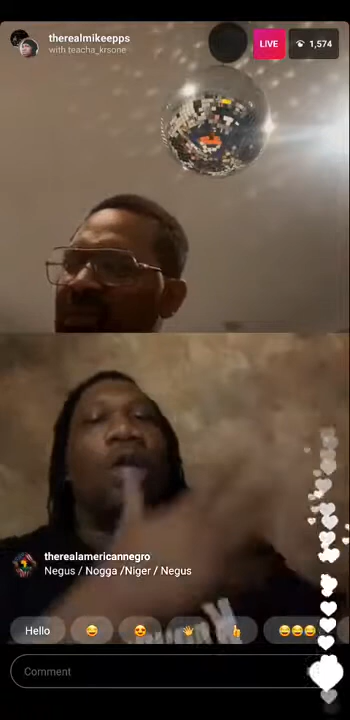 therealmikeepps
with teacha_krsone
LIVE
1,574
therealamericannegro
Negus / Nogga /Niger / Negus
Hello
Comment